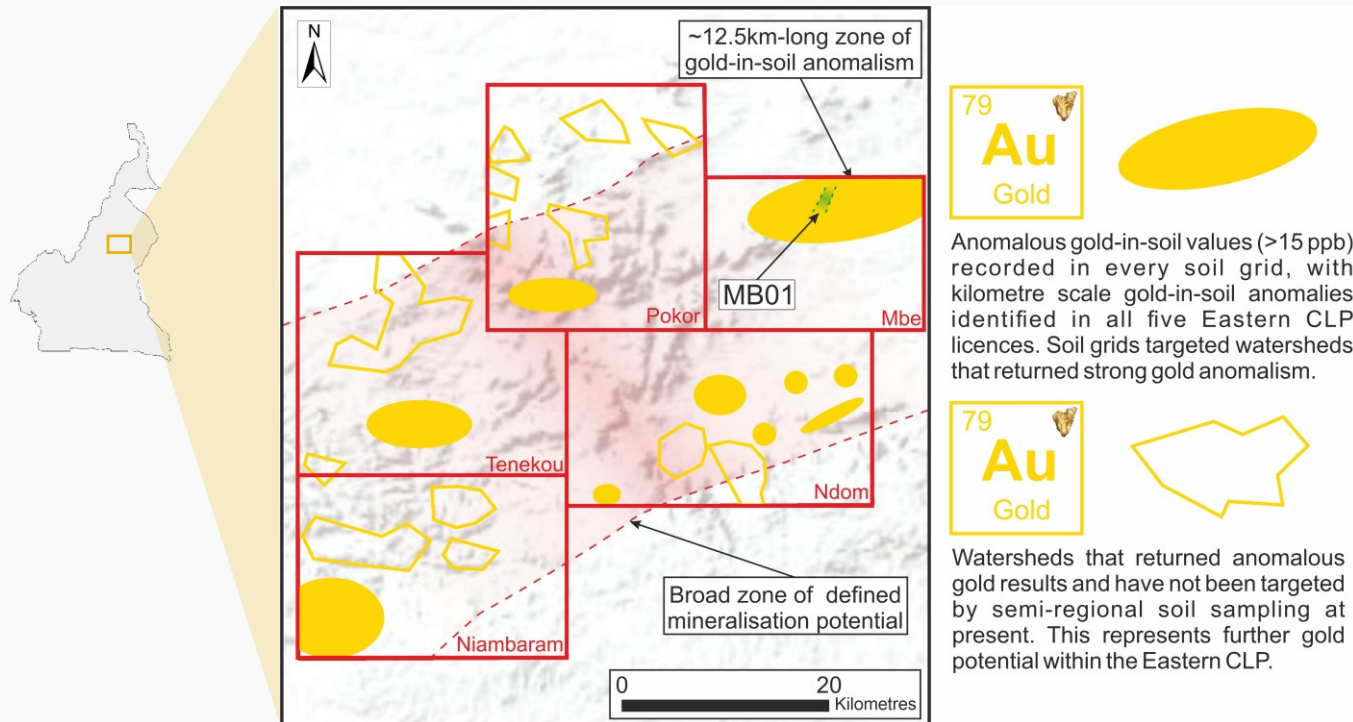 N
~12.5km-long zone of
gold-in-soil anomalism
MB01
Pokor
Mbe
Tenekou
Ndom
Niambaram
Broad zone of defined
mineralisation potential
0 20
Kilometres
79
Au
Gold
Anomalous gold-in-soil values (>15 ppb)
recorded in every soil grid, with
kilometre scale gold-in-soil anomalies
identified in all five Eastern CLP
licences. Soil grids targeted watersheds
that returned strong gold anomalism.
79
Au
Gold
Watersheds that returned anomalous
gold results and have not been targeted
by semi-regional soil sampling at
present. This represents further gold
potential within the Eastern CLP.